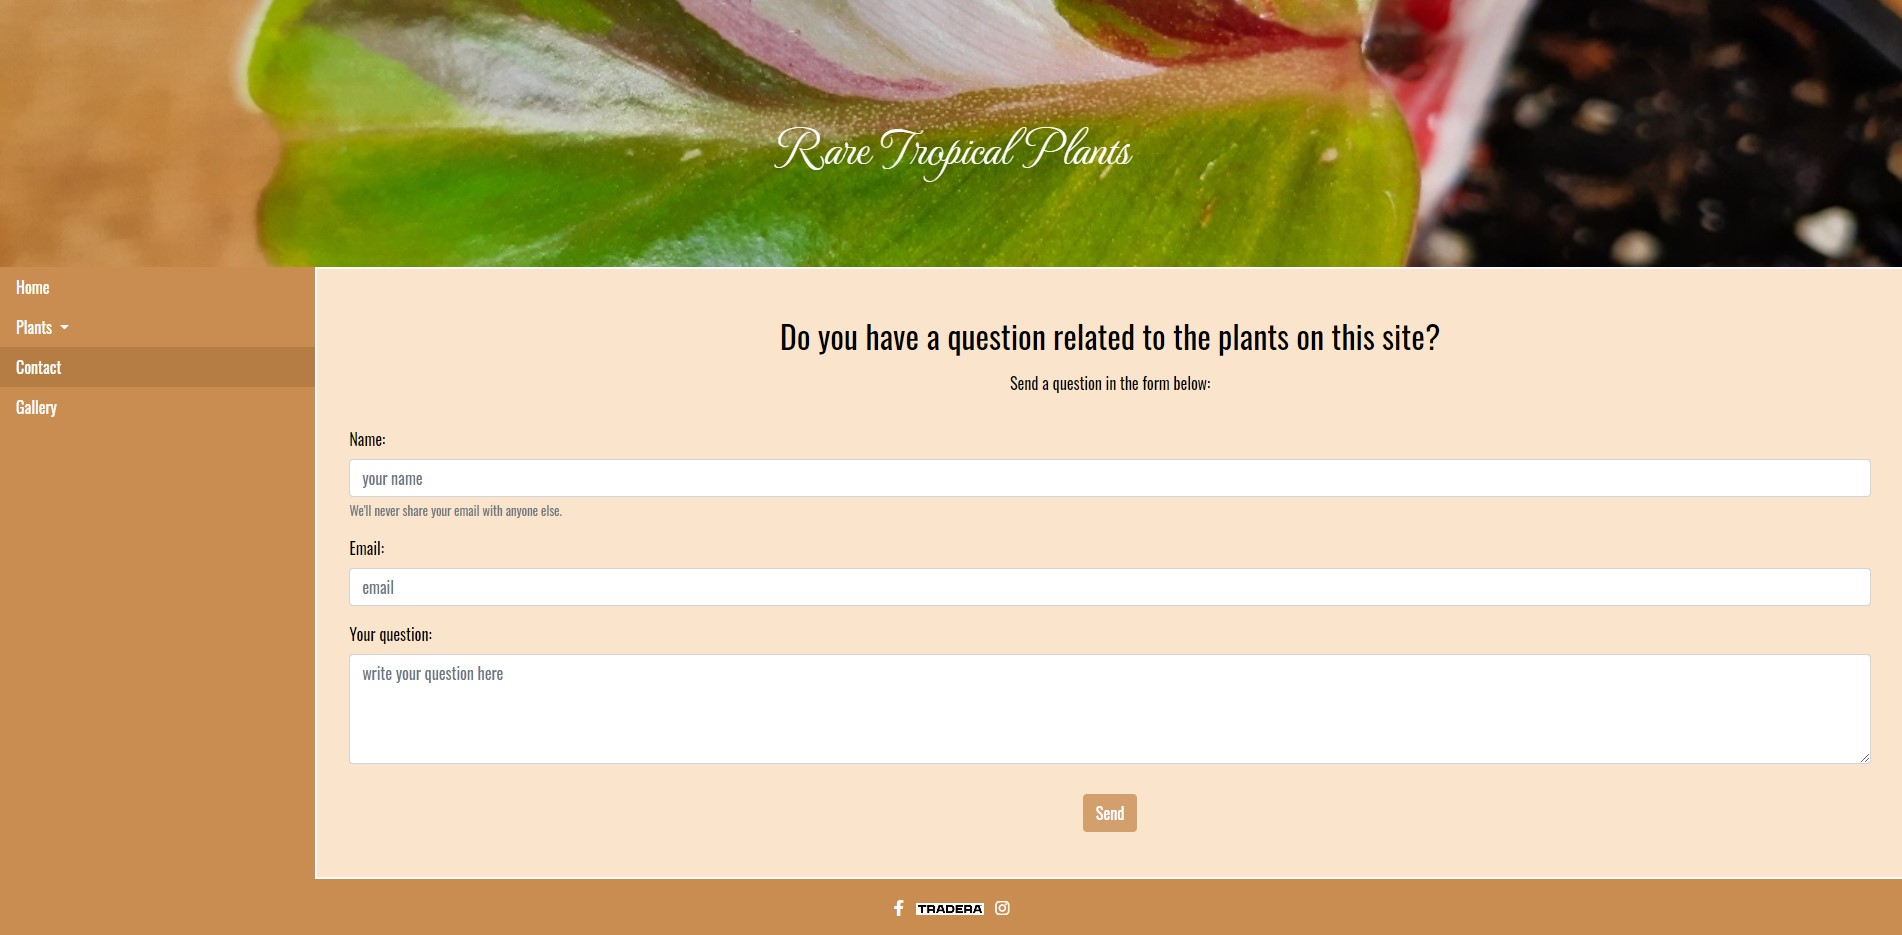 Rare Tropical Plants
Home
Plants
Contact
Gallery
Do you have a question related to the plants on this site?
Send a question in the form below:
Name:
your name
We'll never share your email with anyone else.
Email:
email
Your question:
write your question here
Send
TRADERA